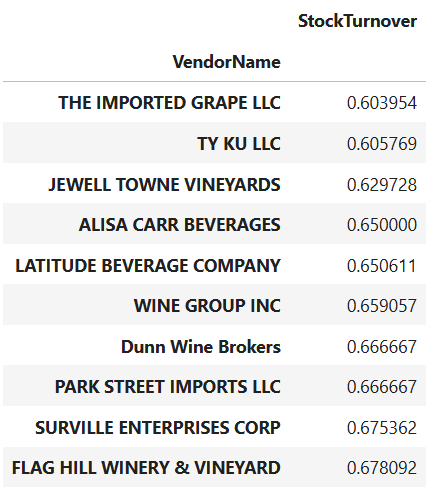 StockTurnover
VendorName
THE IMPORTED GRAPE LLC 0.603954
TY KU LLC 0.605769
JEWELL TOWNE VINEYARDS 0.629728
ALISA CARR BEVERAGES 0.650000
LATITUDE BEVERAGE COMPANY 0.650611
WINE GROUP INC 0.659057
Dunn Wine Brokers 0.666667
PARK STREET IMPORTS LLC 0.666667
SURVILLE ENTERPRISES CORP 0.675362
FLAG HILL WINERY & VINEYARD 0.678092